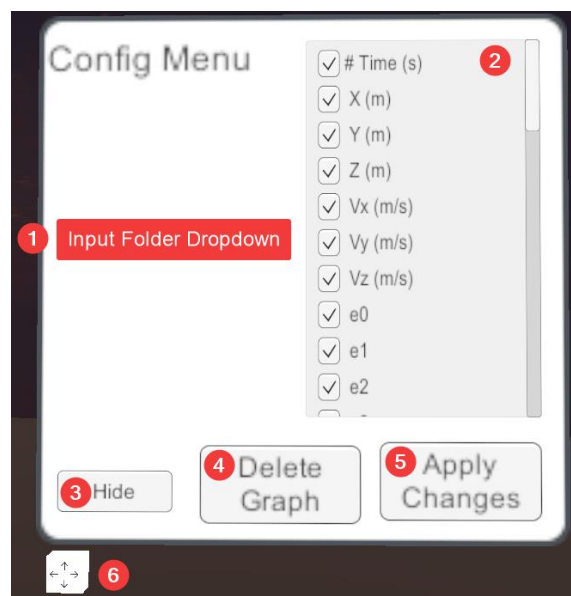 Config Menu
# Time (s)
2
X (m)
Y (m)
Z (m)
Vx (m/s)
1
Input Folder Dropdown
Vy (m/s)
Vz (m/s)
e0
e1
e2
3
Hide
4
Delete
Graph
5
Apply
Changes
6